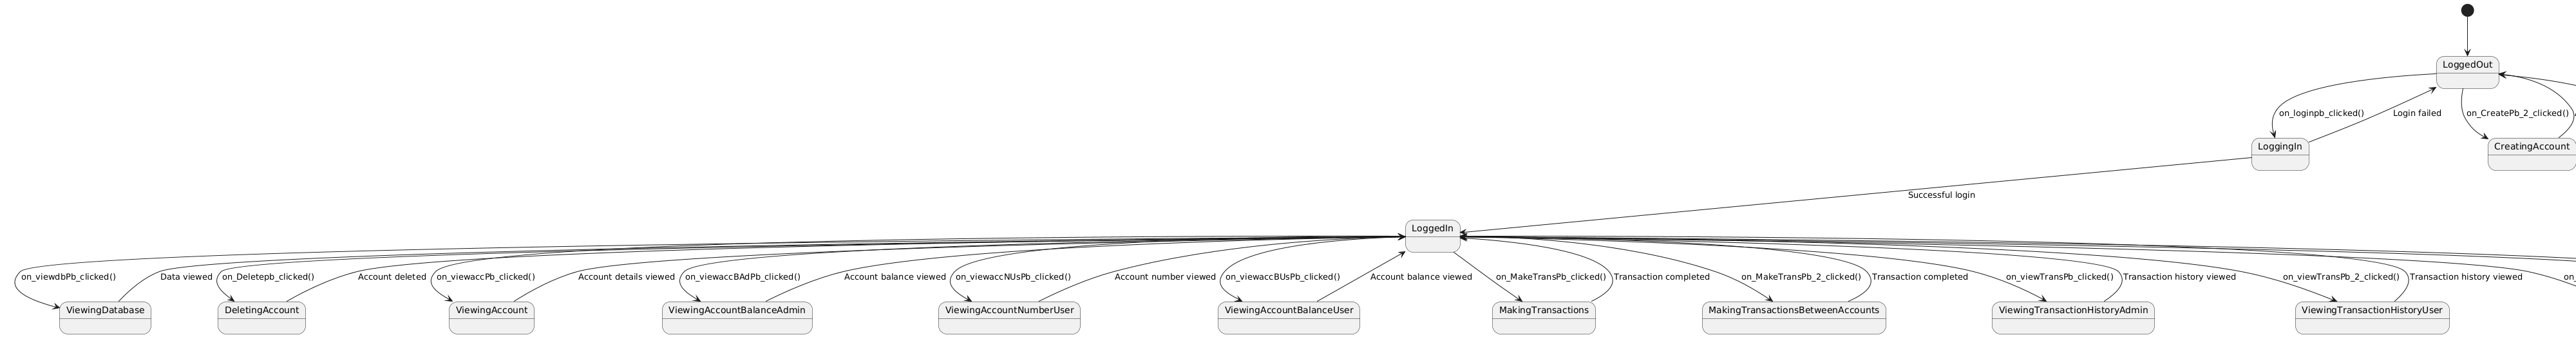 LoggedOut
on_loginpb_clicked()
Login failed
on_CreatePb_2_clicked()
LoggingIn
CreatingAccount
Successful login
LoggedIn
on_viewdbPb_clicked()
Data viewed
on_Deletepb_clicked()
Account deleted
on_viewaccPb_clicked()
Account details viewed
on_viewaccBAdPb_clicked()
Account balance viewed
on_viewaccNUsPb_clicked()
Account number viewed
on_viewaccBUsPb_clicked()
Account balance viewed
on_MakeTransPb_clicked()
Transaction completed
on_MakeTransPb_2_clicked()
Transaction completed
on_viewTransPb_clicked()
Transaction history viewed
on_viewTransPb_2_clicked()
Transaction history viewed
on_
ViewingDatabase
DeletingAccount
ViewingAccount
ViewingAccountBalanceAdmin
ViewingAccountNumberUser
ViewingAccountBalanceUser
MakingTransactions
MakingTransactionsBetweenAccounts
ViewingTransactionHistoryAdmin
ViewingTransactionHistoryUser